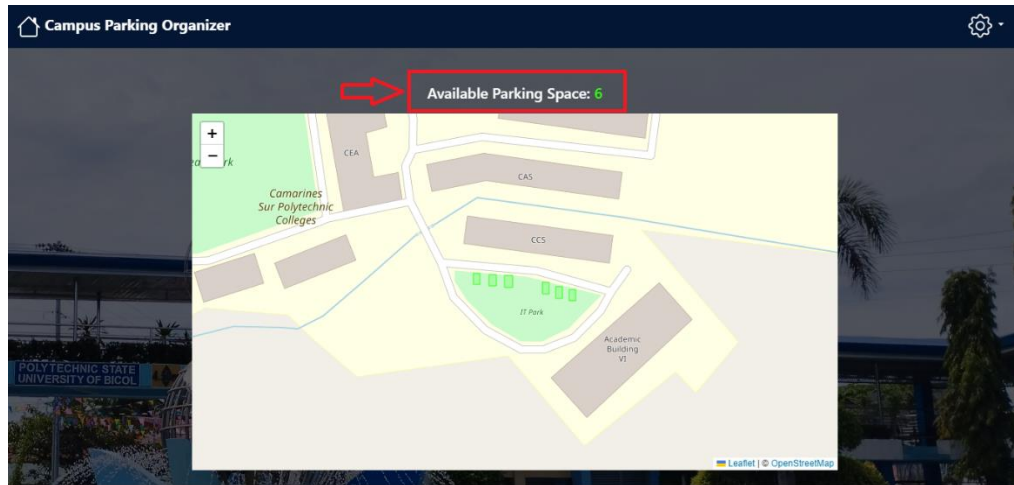 Campus Parking Organizer
Available Parking Space: 6
+
−
CEA
CAS
Camarines
Sur Polytechnic
Colleges
CCS
IT Park
Academic
Building
VI
POLYTECHNIC STATE
UNIVERSITY OF BICOL
Leaflet | © OpenStreetMap